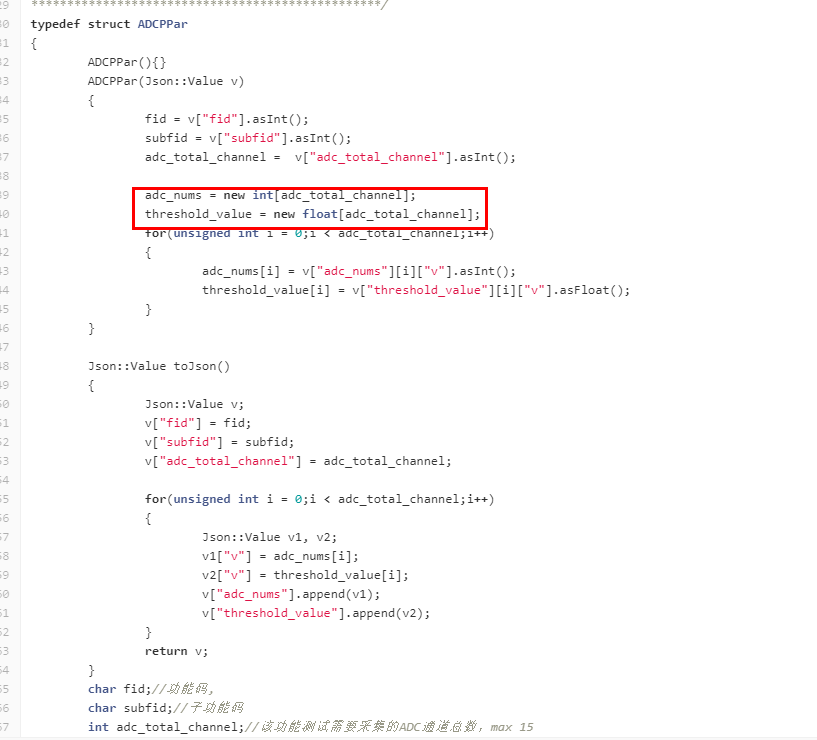 29 *************************************************/
30 typedef struct ADCPPar
31 {
32 ADCPPar(){}
33 ADCPPar(Json::Value v)
34 {
35 fid = v["fid"].asInt();
36 subfid = v["subfid"].asInt();
37 adc_total_channel =  v["adc_total_channel"].asInt();
38
39 adc_nums = new int[adc_total_channel];
40 threshold_value = new float[adc_total_channel];
41 for(unsigned int i = 0;i < adc_total_channel;i++)
42 {
43 adc_nums[i] = v["adc_nums"][i]["v"].asInt();
44 threshold_value[i] = v["threshold_value"][i]["v"].asFloat();
45 }
46 }
47
48 Json::Value toJson()
49 {
50 Json::Value v;
51 v["fid"] = fid;
52 v["subfid"] = subfid;
53 v["adc_total_channel"] = adc_total_channel;
54
55 for(unsigned int i = 0;i < adc_total_channel;i++)
56 {
57 Json::Value v1, v2;
58 v1["v"] = adc_nums[i];
59 v2["v"] = threshold_value[i];
60 v["adc_nums"].append(v1);
61 v["threshold_value"].append(v2);
62 }
63 return v;
64 }
65 char fid;//功能码,
66 char subfid;//子功能码
67 int adc_total_channel;//该功能测试需要采集的ADC通道总数，max 15